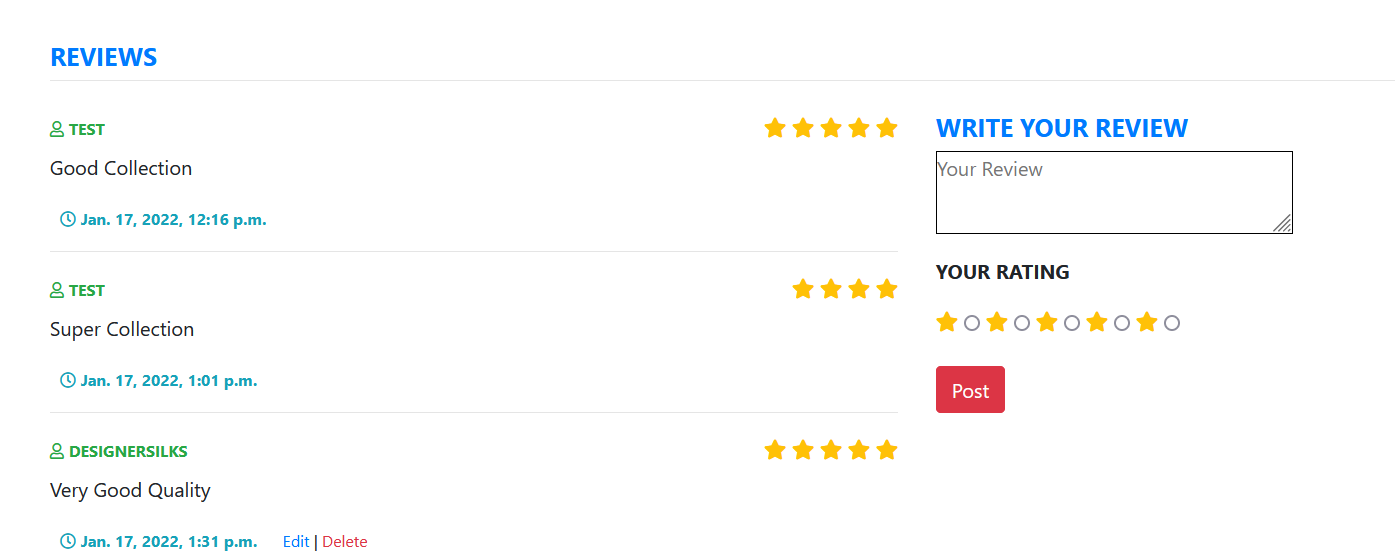 REVIEWS
TEST
Good Collection
Jan. 17, 2022, 12:16 p.m.
TEST
Super Collection
Jan. 17, 2022, 1:01 p.m.
DESIGNERSILKS
Very Good Quality
Jan. 17, 2022, 1:31 p.m. Edit | Delete
WRITE YOUR REVIEW
Your Review
YOUR RATING
Post